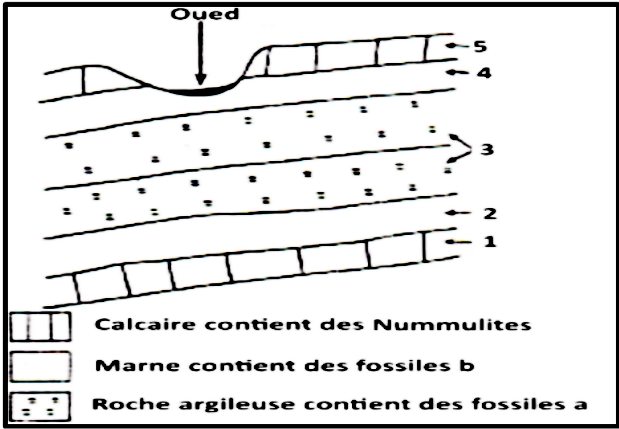 Oued
5
4
3
2
1
Calcaire contient des Nummulites
Marne contient des fossiles b
Roche argileuse contient des fossiles a